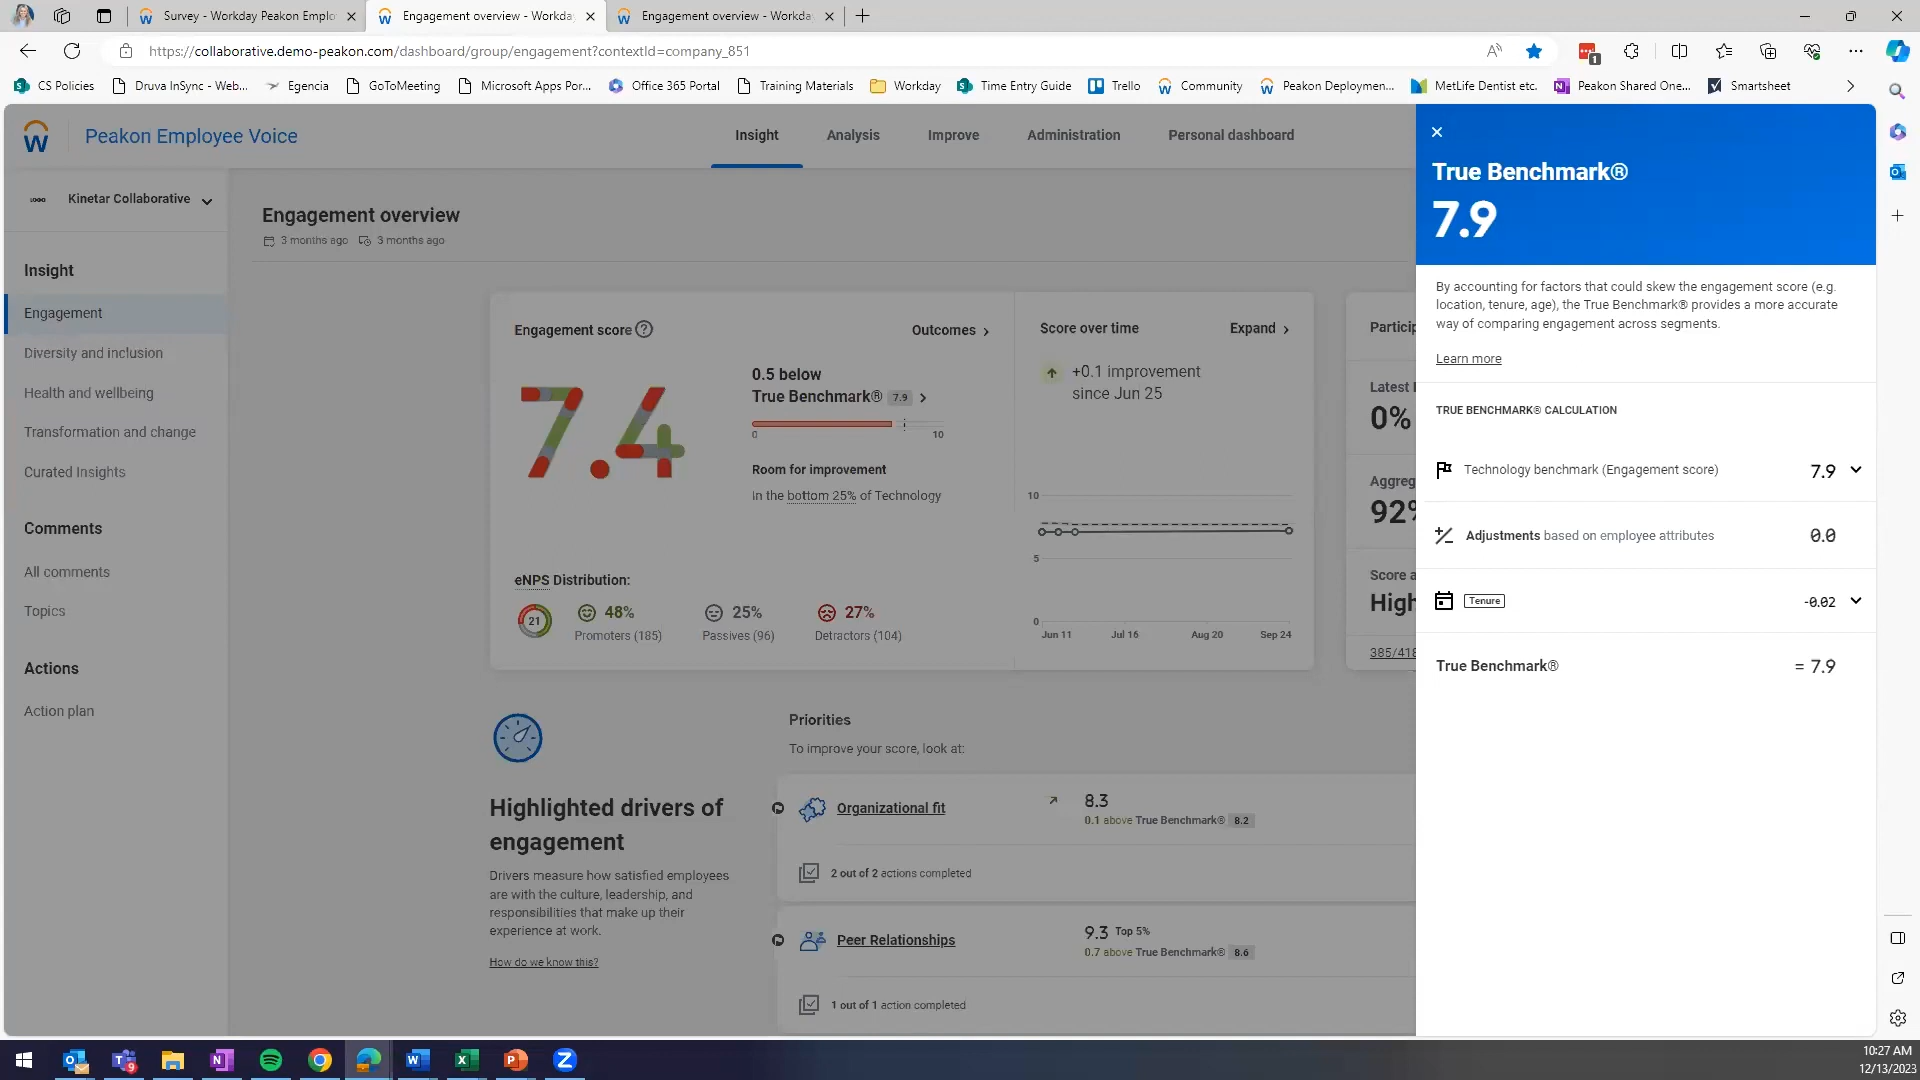 Survey - Workday Peakon Emplo
Engagement overview - Workda
Engagement overview - Workda
https://collaborative.demo-peakon.com/dashboard/group/engagement?contextId=company_851
1
CS Policies
Druva InSync - Web...
Egencia
GoToMeeting
Microsoft Apps Por...
Office 365 Portal
Training Materials
Workday
Time Entry Guide
Trello
Community
Peakon Deploymen...
MetLife Dentist etc.
Peakon Shared One...
Smartsheet
Peakon Employee Voice
Insight
Analysis
Improve
Administration
Personal dashboard
LOGO
Kinetar Collaborative
Insight
Engagement
Diversity and inclusion
Health and wellbeing
Transformation and change
Curated Insights
Comments
All comments
Topics
Actions
Action plan
Engagement overview
3 months ago
3 months ago
Engagement score
Outcomes
7.4
0.5 below
True Benchmark® 7.9
0
10
Room for improvement
In the bottom 25% of Technology
eNPS Distribution:
21
48%
Promoters (185)
25%
Passives (96)
27%
Detractors (104)
Score over time
Expand
+0.1 improvement
since Jun 25
10
5
0
Jun 11
Jul 16
Aug 20
Sep 24
Particip
Latest
0%
Aggreg
92%
Score a
High
385/418
Highlighted drivers of
engagement
Drivers measure how satisfied employees
are with the culture, leadership, and
responsibilities that make up their
experience at work.
How do we know this?
Priorities
To improve your score, look at:
Organizational fit
8.3
0.1 above True Benchmark® 8.2
2 out of 2 actions completed
Peer Relationships
9.3 Top 5%
0.7 above True Benchmark® 8.6
1 out of 1 action completed
True Benchmark®
7.9
By accounting for factors that could skew the engagement score (e.g.
location, tenure, age), the True Benchmark® provides a more accurate
way of comparing engagement across segments.
Learn more
TRUE BENCHMARK® CALCULATION
Technology benchmark (Engagement score)
7.9
Adjustments based on employee attributes
0.0
Tenure
-0.02
True Benchmark®
= 7.9
10:27 AM
12/13/2023